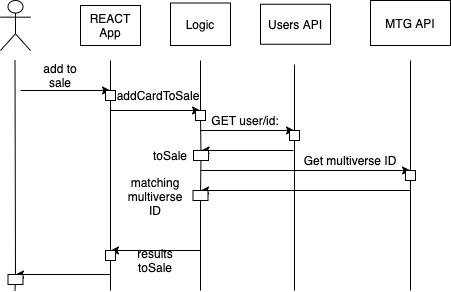 REACT
App
Logic
Users API
MTG API
add to
sale
addCardToSale
GET user/id:
toSale
Get multiverse ID
matching
multiverse
ID
results
toSale